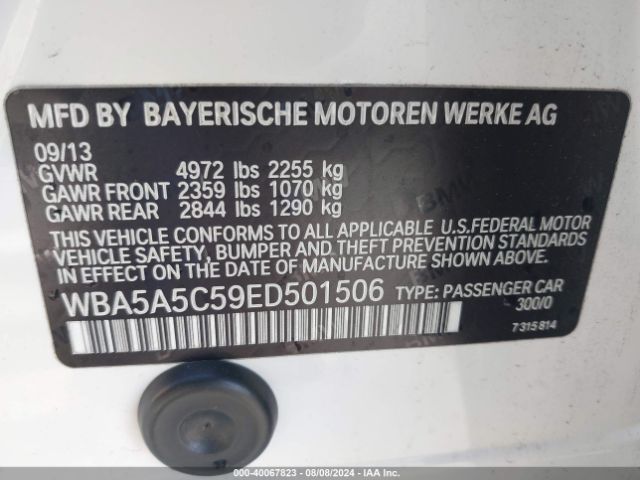 MFD BY BAYERISCHE MOTOREN WERKE AG
09/13
GVWR 4972 lbs 2255 kg
GAWR FRONT 2359 lbs 1070 kg
GAWR REAR 2844 lbs 1290 kg
THIS VEHICLE CONFORMS TO ALL APPLICABLE U.S.FEDERAL MOTOR
VEHICLE SAFETY, BUMPER AND THEFT PREVENTION STANDARDS
IN EFFECT ON THE DATE OF MANUFACTURE SHOWN ABOVE.
WBA5A5C59ED501506 TYPE: PASSENGER CAR
300/0
7315814
000-40067823 - 08/08/2024 - IAA Inc.